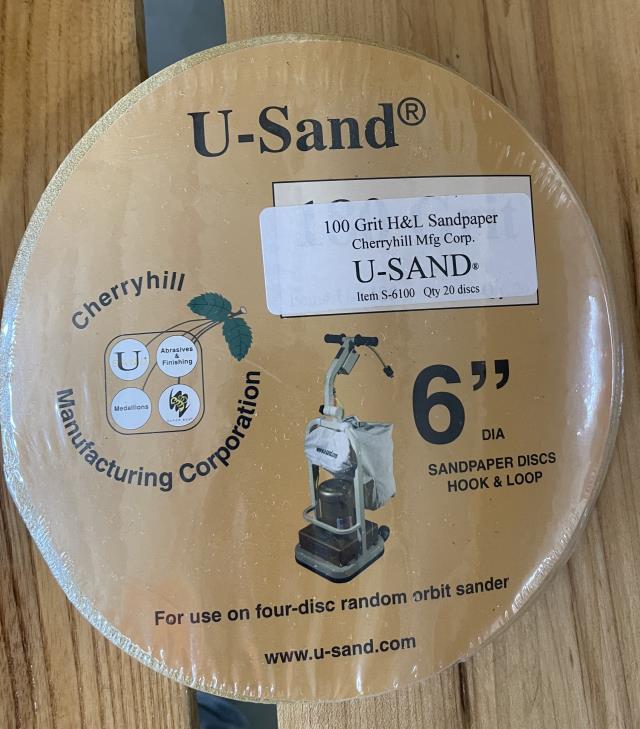 U-Sand®
100 Grit H&L Sandpaper
Cherryhill Mfg Corp.
U-SAND®
Item S-6100 Qty 20 discs
Cherryhill
U
Abrasives
&
Finishing
Medallions
Manufacturing Corporation
6”
DIA
SANDPAPER DISCS
HOOK & LOOP
For use on four-disc random orbit sander
www.u-sand.com